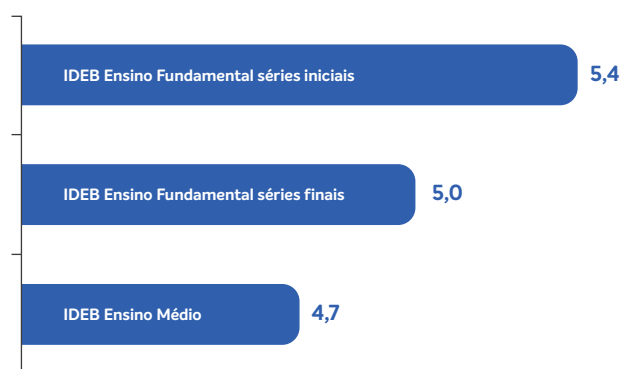 IDEB Ensino Fundamental séries iniciais 5,4
IDEB Ensino Fundamental séries finais 5,0
IDEB Ensino Médio 4,7